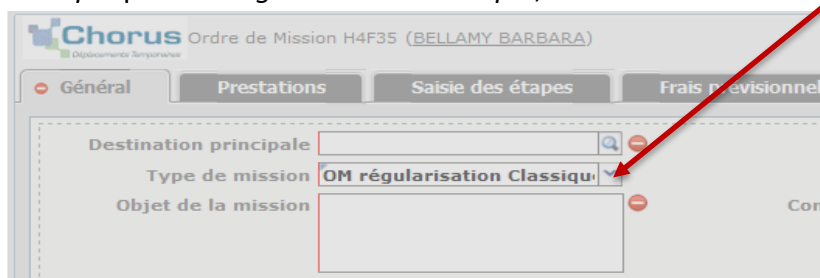 Chorus Ordre de Mission H4F35 (BELLAMY BARBARA)
Déplacements Temporaires
Général Prestations Saisie des étapes Frais prévisionnel
Destination principale
Type de mission OM régularisation Classiqu
Objet de la mission
Con